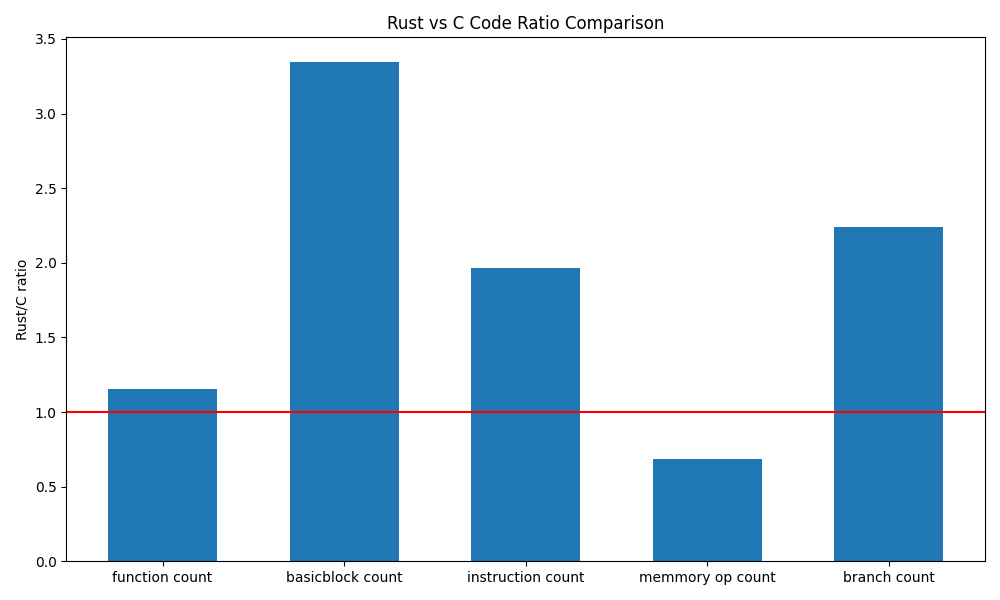 Rust vs C Code Ratio Comparison
Rust/C ratio
3.5
3.0
2.5
2.0
1.5
1.0
0.5
0.0
function count
basicblock count
instruction count
memmory op count
branch count